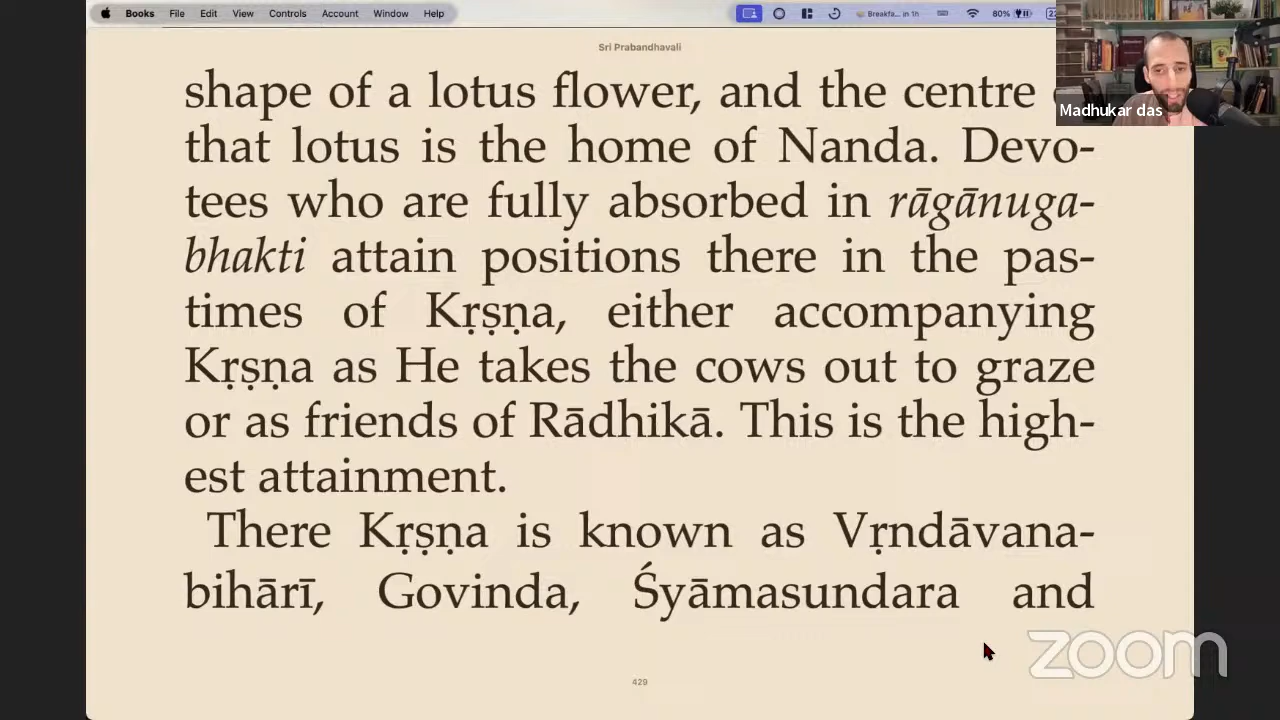 Books File Edit View Controls Account Window Help Breakfa... in 1h 80%
Sri Prabandhavali
shape of a lotus flower, and the centre
that lotus is the home of Nanda. Devo-
tees who are fully absorbed in rāgānuga-
bhakti attain positions there in the pas-
times of Kṛṣṇa, either accompanying
Kṛṣṇa as He takes the cows out to graze
or as friends of Rādhikā. This is the high-
est attainment.
There Kṛṣṇa is known as Vṛndāvana-
bihārī, Govinda, Śyāmasundara and
429
Madhukar das
zoom